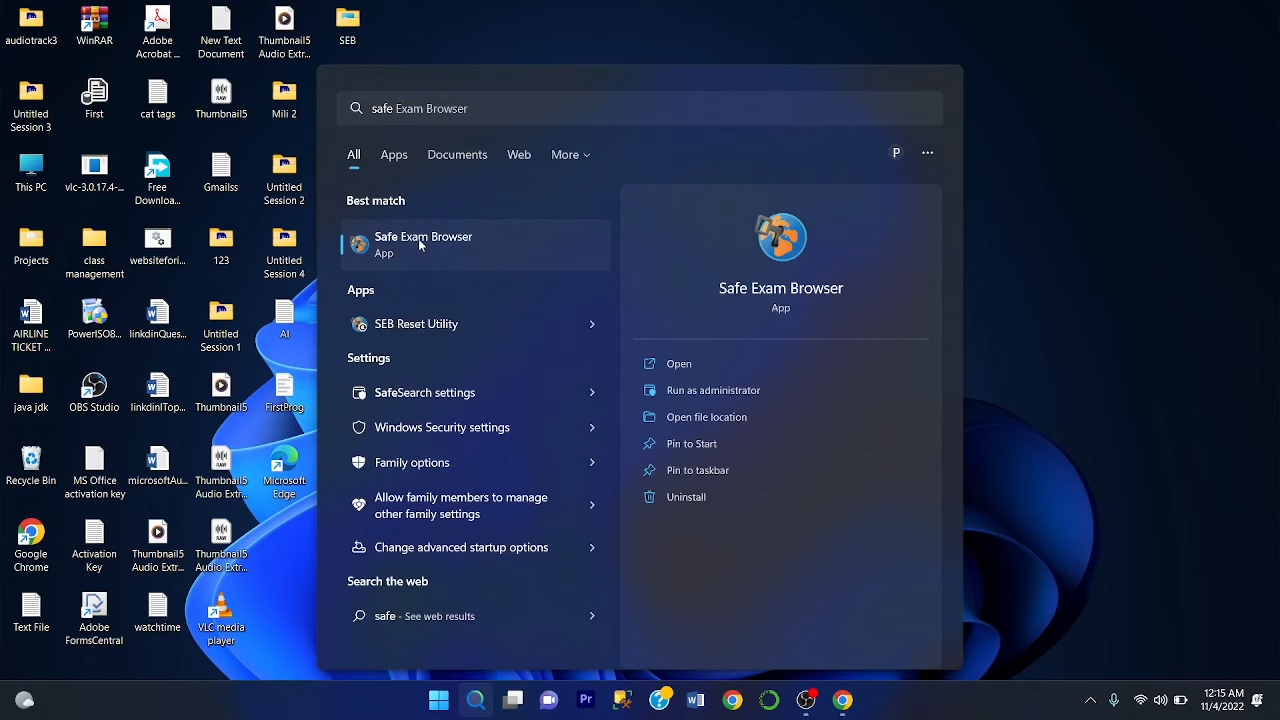 audiotrack3
WinRAR
Adobe
Acrobat ...
New Text
Document
Thumbnail5
Audio Extr...
SEB
Untitled
Session 3
First
cat tags
RAW
Thumbnail5
Mili 2
This PC
vlc-3.0.17.4-...
Free
Downloa...
Gmailss
Untitled
Session 2
Projects
class
management
websitefor...
123
Untitled
Session 4
AIRLINE
TICKET ...
PowerISO8...
linkdinQues...
Untitled
Session 1
AI
java jdk
OBS Studio
linkdinITop...
Thumbnail5
FirstProg
Recycle Bin
MS Office
activation key
microsoftAu...
RAW
Thumbnail5
Audio Extr...
Microsoft
Edge
Google
Chrome
Activation
Key
Thumbnail5
Audio Extr...
RAW
Thumbnail5
Audio Extr...
Text File
Adobe
FormsCentral
watchtime
VLC media
player
safe Exam Browser
All
Documents
Web
More
P
Best match
Safe Exam Browser
App
Apps
SEB Reset Utility
Settings
SafeSearch settings
Windows Security settings
Family options
Allow family members to manage
other family settings
Change advanced startup options
Search the web
safe - See web results
Safe Exam Browser
App
Open
Run as administrator
Open file location
Pin to Start
Pin to taskbar
Uninstall
Pr
12:15 AM
11/4/2022